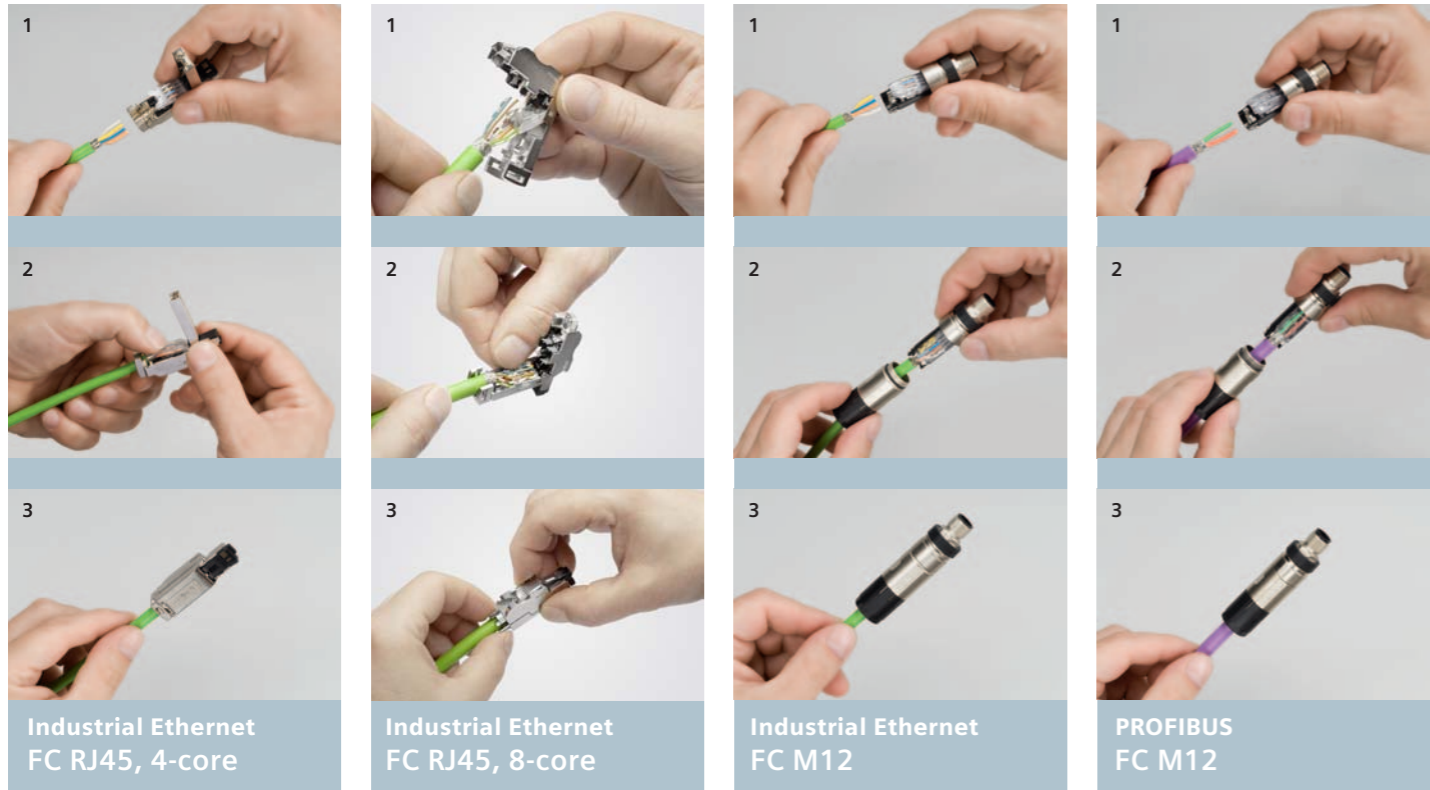 1
1
1
1
2
2
2
2
3
3
3
3
Industrial Ethernet
FC RJ45, 4-core
Industrial Ethernet
FC RJ45, 8-core
Industrial Ethernet
FC M12
PROFIBUS
FC M12